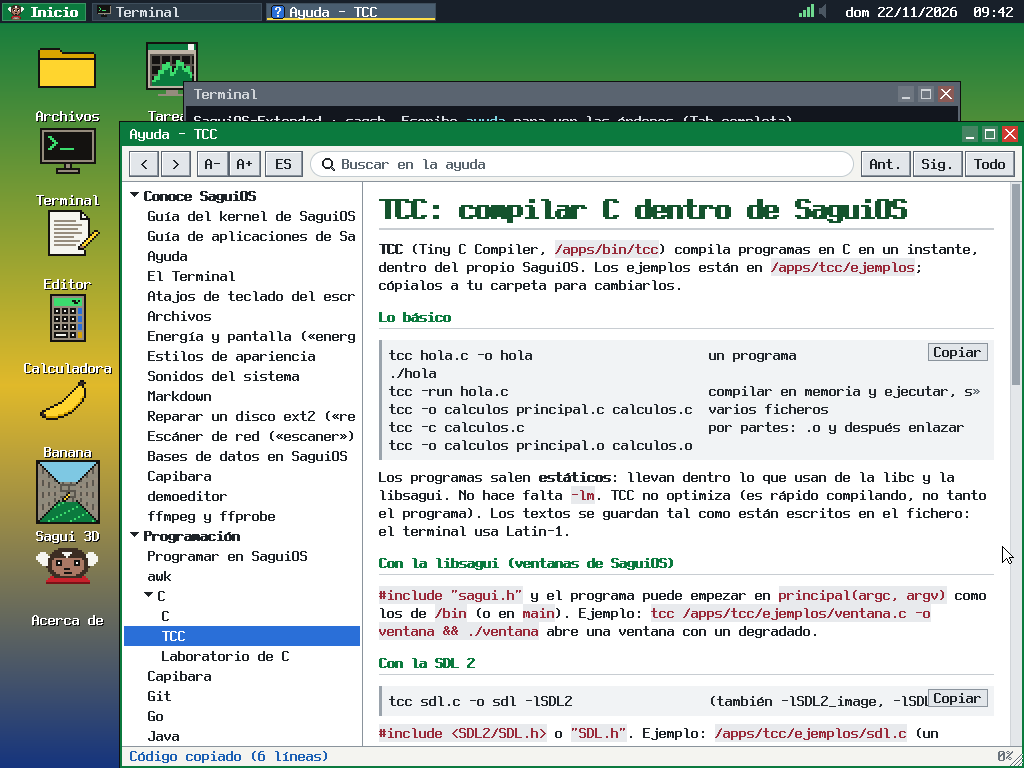 Inicio
Terminal
Ayuda - TCC
dom 22/11/2026 09:42
Archivos
Terminal
Editor
Calculadora
Banana
Sagui 3D
Acerca de
Terminal
Ayuda - TCC
<
>
A-
A+
ES
Buscar en la ayuda
Ant.
Sig.
Todo
Conoce SaguiOS
Guía del kernel de SaguiOS
Guía de aplicaciones de Sa
Ayuda
El Terminal
Atajos de teclado del escr
Archivos
Energía y pantalla («energ
Estilos de apariencia
Sonidos del sistema
Markdown
Reparar un disco ext2 («re
Escáner de red («escaner»)
Bases de datos en SaguiOS
Capibara
demoeditor
ffmpeg y ffprobe
Programación
Programar en SaguiOS
awk
C
C
TCC
Laboratorio de C
Capibara
Git
Go
Java
TCC: compilar C dentro de SaguiOS
TCC (Tiny C Compiler, /apps/bin/tcc) compila programas en C en un instante,
dentro del propio SaguiOS. Los ejemplos están en /apps/tcc/ejemplos;
cópialos a tu carpeta para cambiarlos.
Lo básico
Copiar
tcc hola.c -o hola un programa
./hola
tcc -run hola.c compilar en memoria y ejecutar, s»
tcc -o calculos principal.c calculos.c varios ficheros
tcc -c calculos.c por partes: .o y después enlazar
tcc -o calculos principal.o calculos.o
Los programas salen estáticos: llevan dentro lo que usan de la libc y la
libsagui. No hace falta -lm. TCC no optimiza (es rápido compilando, no tanto
el programa). Los textos se guardan tal como están escritos en el fichero:
el terminal usa Latin-1.
Con la libsagui (ventanas de SaguiOS)
#include "sagui.h" y el programa puede empezar en principal(argc, argv) como
los de /bin (o en main). Ejemplo: tcc /apps/tcc/ejemplos/ventana.c -o
ventana && ./ventana abre una ventana con un degradado.
Con la SDL 2
tcc sdl.c -o sdl -lSDL2 (también -lSDL2_image, -lSDL
Copiar
#include <SDL2/SDL.h> o "SDL.h". Ejemplo: /apps/tcc/ejemplos/sdl.c (un
Código copiado (6 líneas)
0%